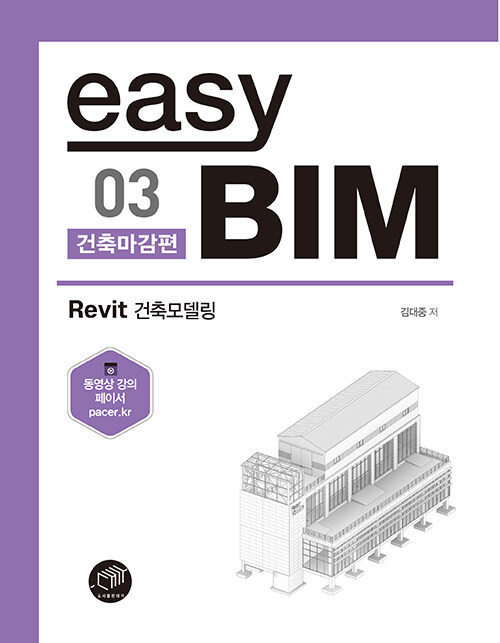 easy
03
BIM
건축마감편
Revit 건축모델링
김대중 저
동영상 강의
페이서
pacer.kr